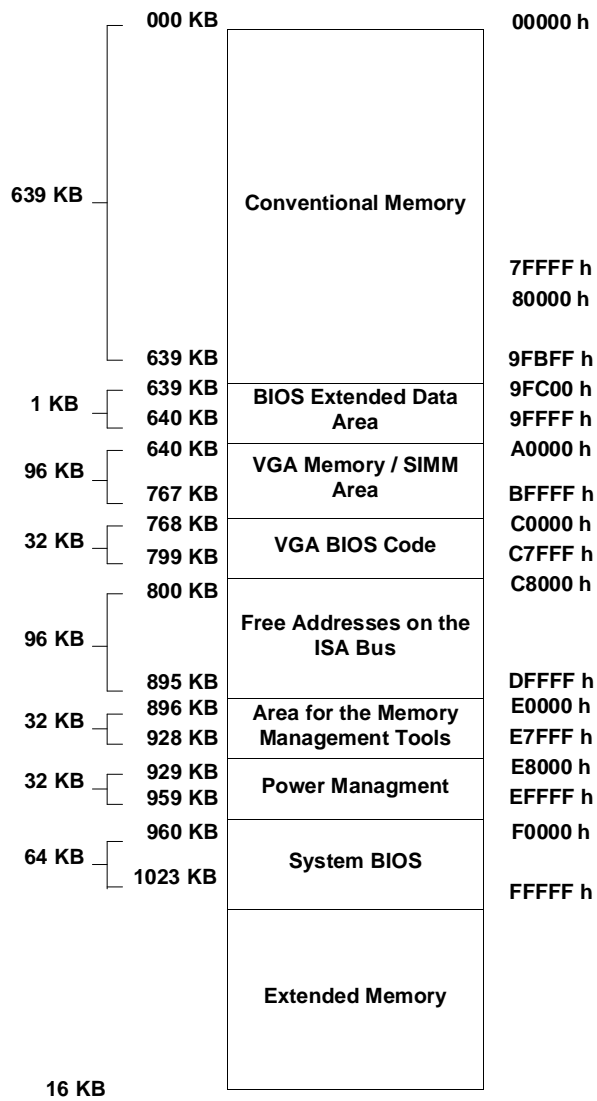 000 KB
00000 h
639 KB
Conventional Memory
7FFFF h
80000 h
639 KB
9FBFF h
639 KB
9FC00 h
1 KB
BIOS Extended Data
Area
640 KB
9FFFF h
640 KB
A0000 h
96 KB
VGA Memory / SIMM
Area
767 KB
BFFFF h
768 KB
C0000 h
32 KB
VGA BIOS Code
799 KB
C7FFF h
800 KB
C8000 h
96 KB
Free Addresses on the
ISA Bus
895 KB
DFFFF h
896 KB
E0000 h
32 KB
Area for the Memory
Management Tools
928 KB
E7FFF h
929 KB
E8000 h
32 KB
Power Managment
959 KB
EFFFF h
960 KB
F0000 h
64 KB
System BIOS
1023 KB
FFFFF h
Extended Memory
16 KB